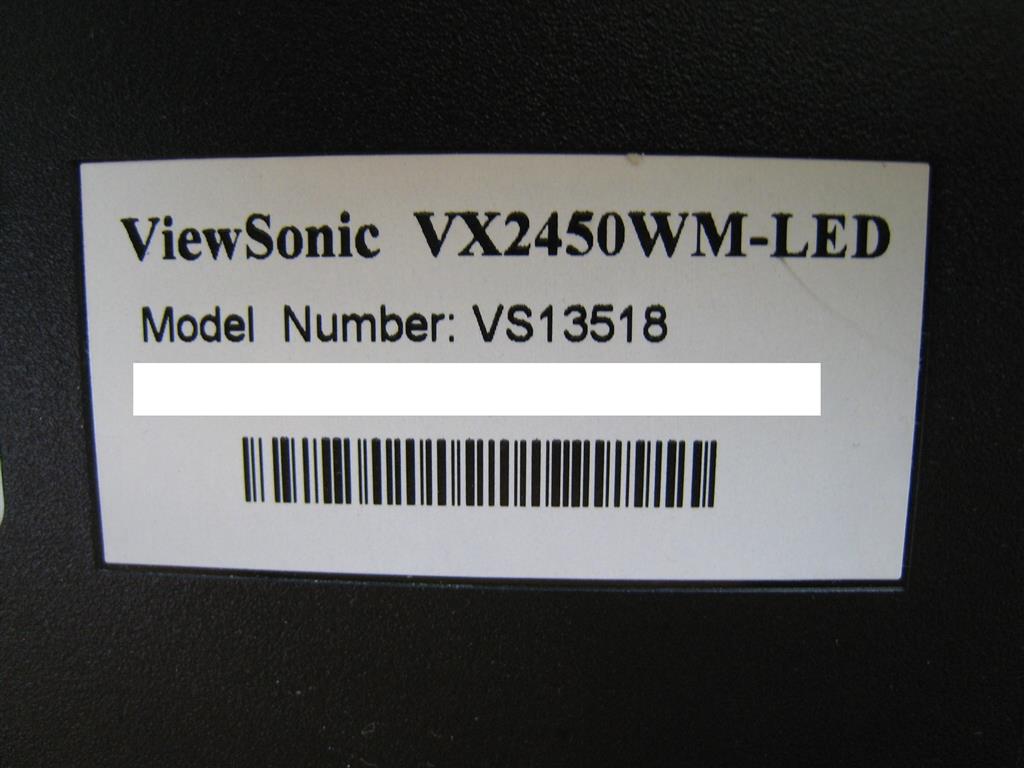 ViewSonic VX2450WM-LED
Model Number: VS13518